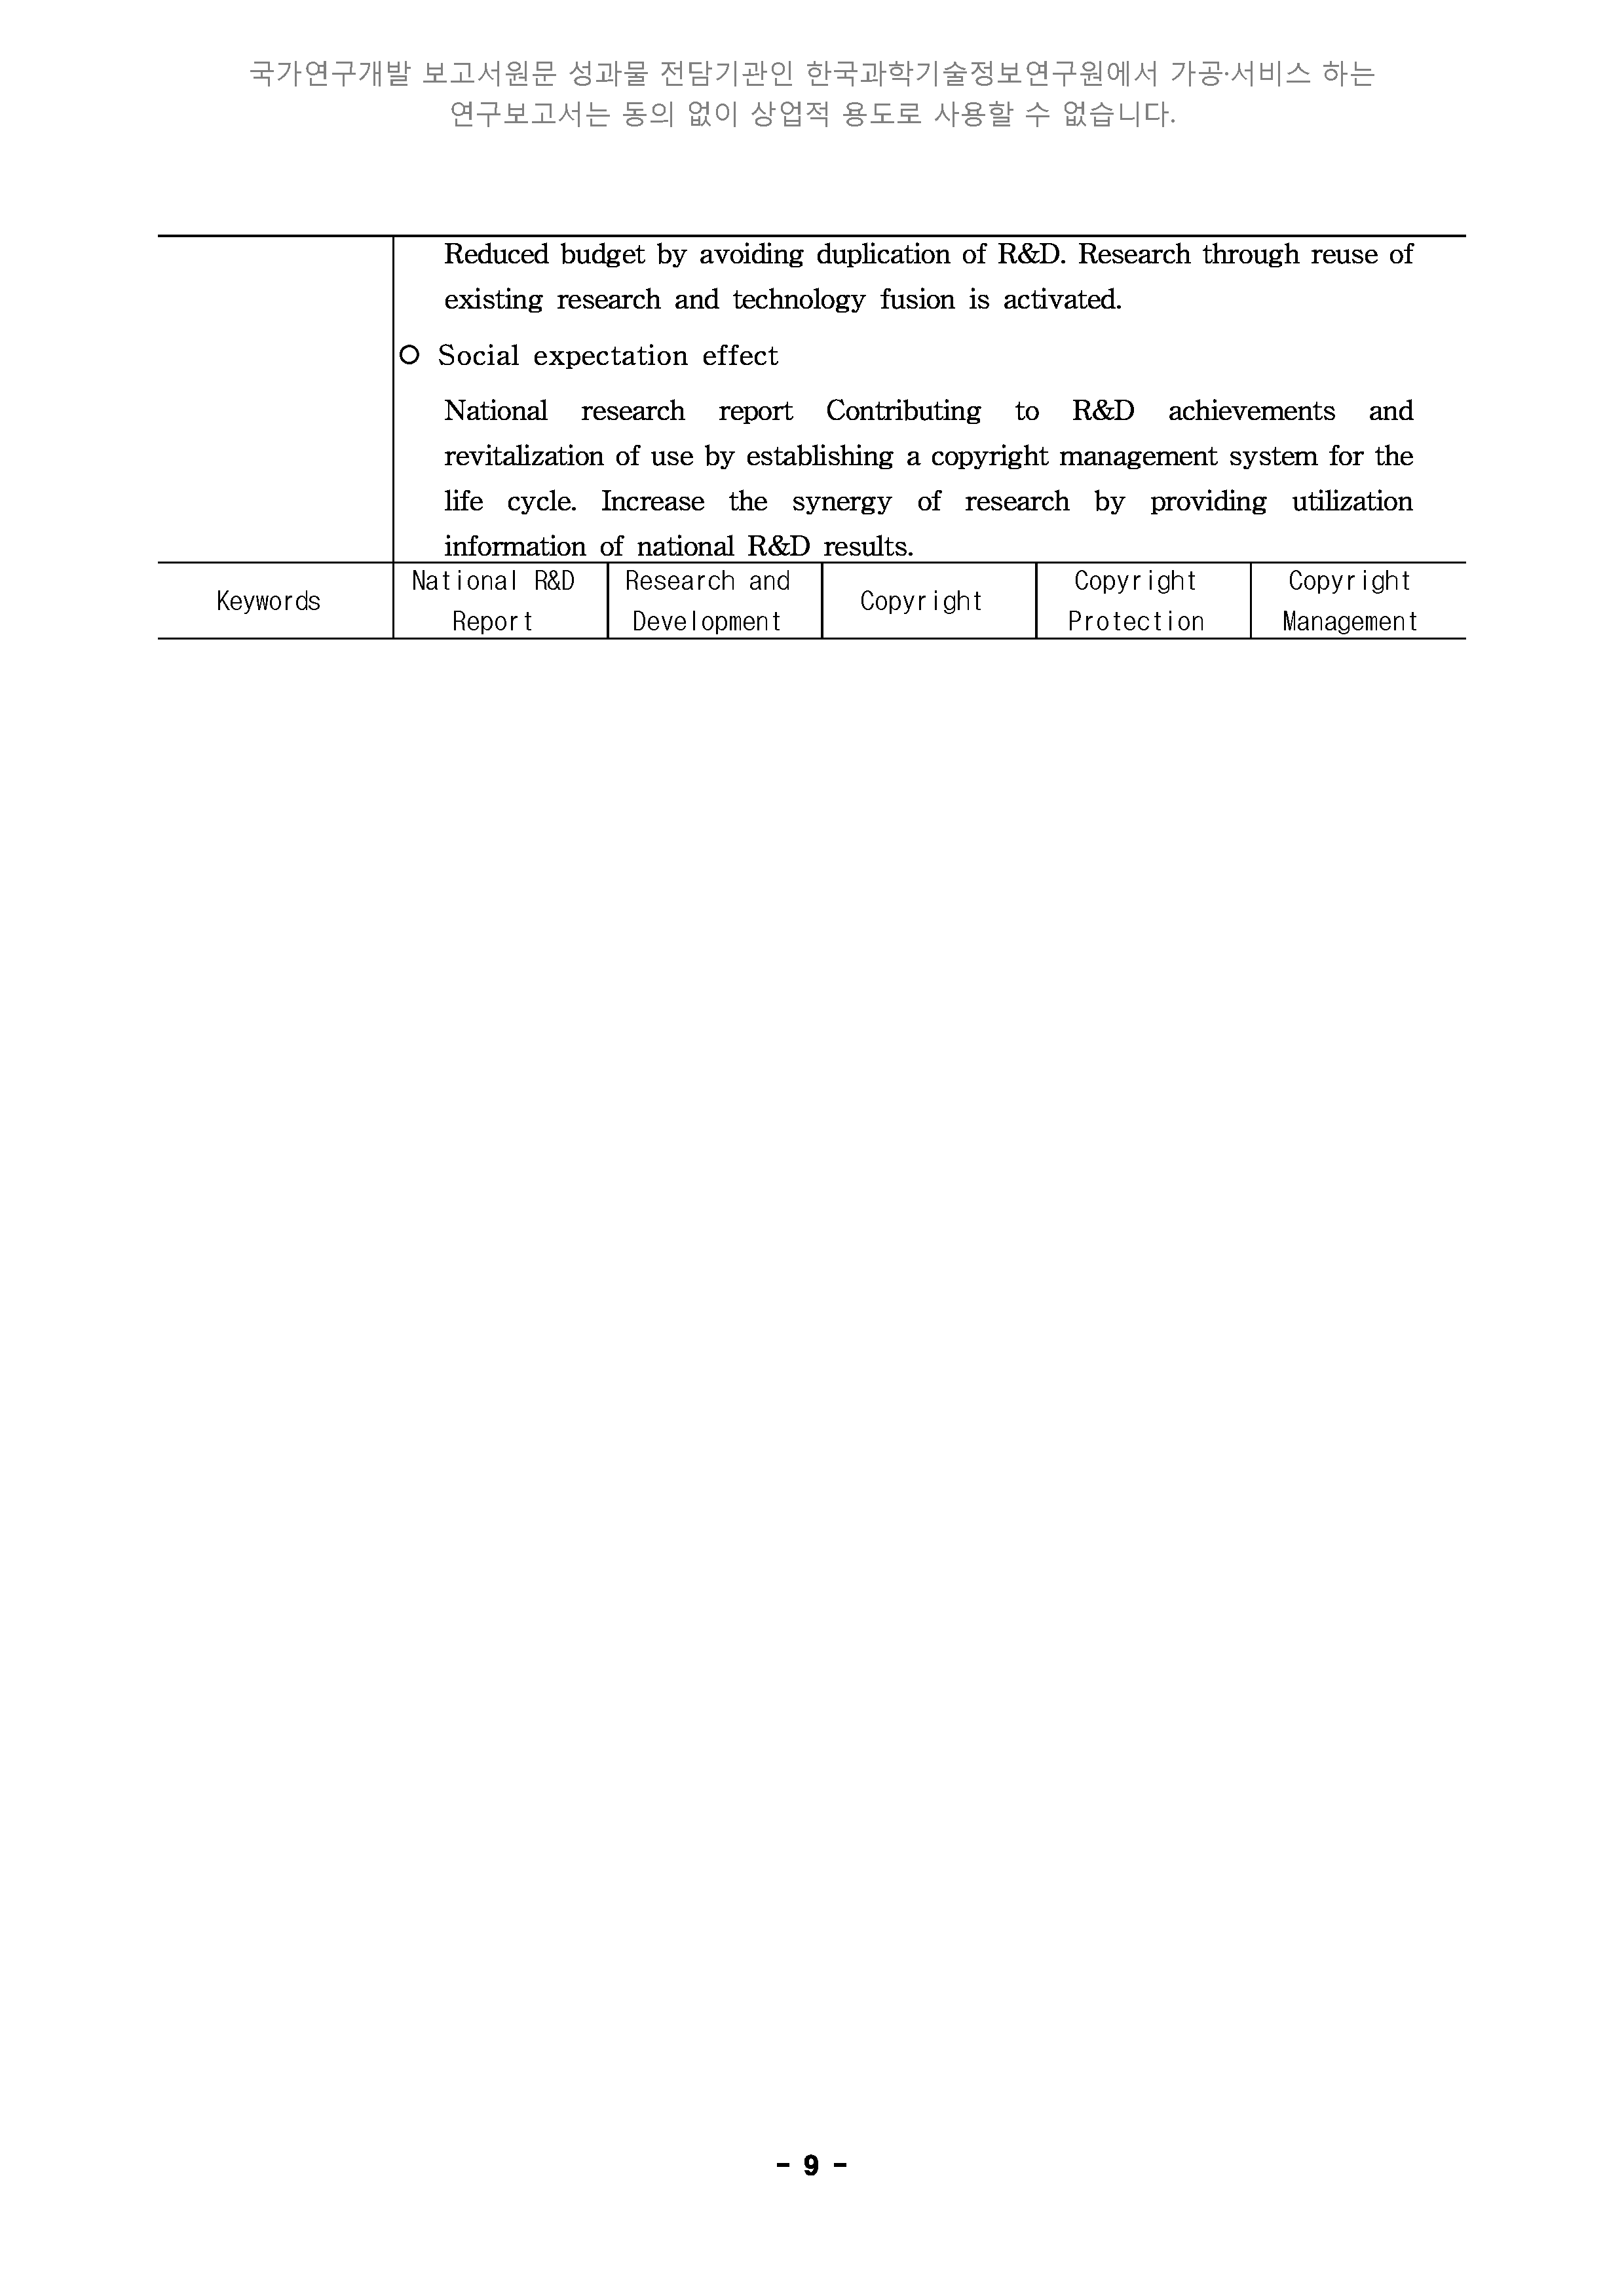 국가연구개발 보고서원문 성과물 전담기관인 한국과학기술정보연구원에서 가공·서비스 하는
연구보고서는 동의 없이 상업적 용도로 사용할 수 없습니다.
Reduced budget by avoiding duplication of R&D. Research through reuse of
existing research and technology fusion is activated.
○ Social expectation effect
National research report Contributing to R&D achievements and
revitalization of use by establishing a copyright management system for the
life cycle. Increase the synergy of research by providing utilization
information of national R&D results.
Keywords
National R&D
Report
Research and
Development
Copyright
Copyright
Protection
Copyright
Management
- 9 -